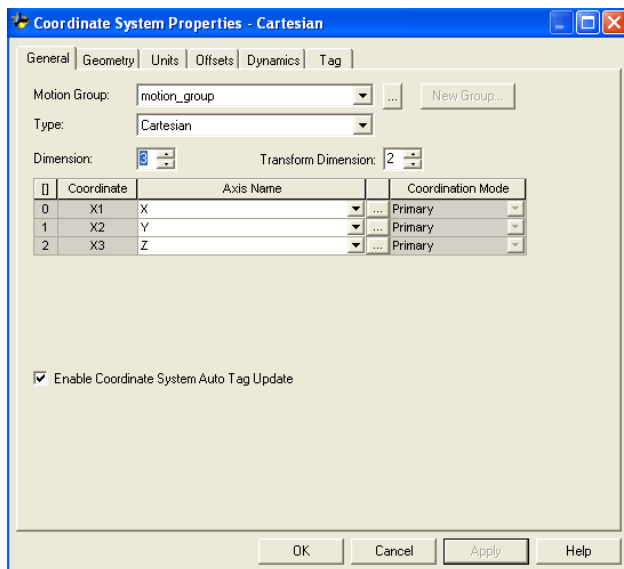 Coordinate System Properties - Cartesian
General Geometry Units Offsets Dynamics Tag
Motion Group: motion_group ... New Group...
Type: Cartesian
Dimension: 3 Transform Dimension: 2
[] Coordinate Axis Name Coordination Mode
0 X1 X ... Primary
1 X2 Y ... Primary
2 X3 Z ... Primary
Enable Coordinate System Auto Tag Update
OK Cancel Apply Help